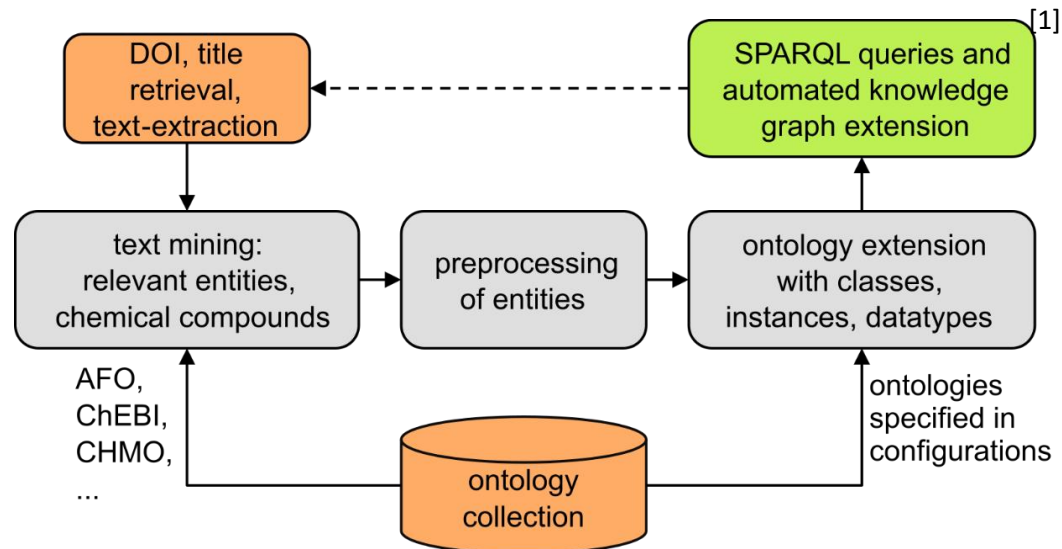 [1]
DOI, title
retrieval,
text-extraction
SPARQL queries and
automated knowledge
graph extension
text mining:
relevant entities,
chemical compounds
preprocessing
of entities
ontology extension
with classes,
instances, datatypes
AFO,
ChEBI,
CHMO,
...
ontology
collection
ontologies
specified in
configurations